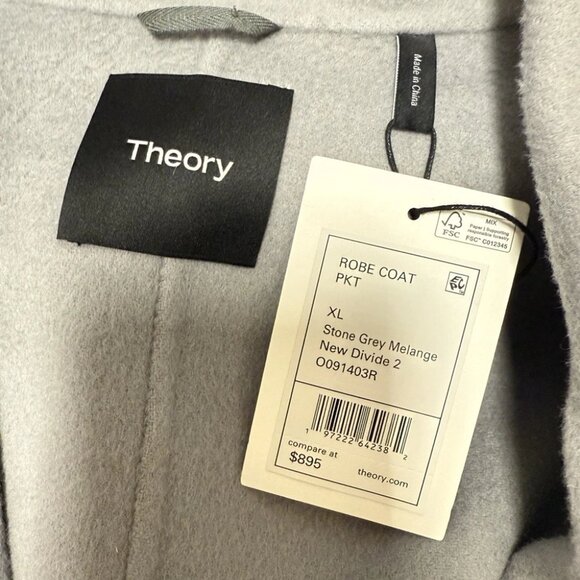 Theory
Made in China
FSC
MIX
Paper | Supporting
responsible forestry
FSC® C012345
ROBE COAT
PKT
XL
Stone Grey Melange
New Divide 2
O091403R
1 97222 64238 2
compare at
$895
theory.com